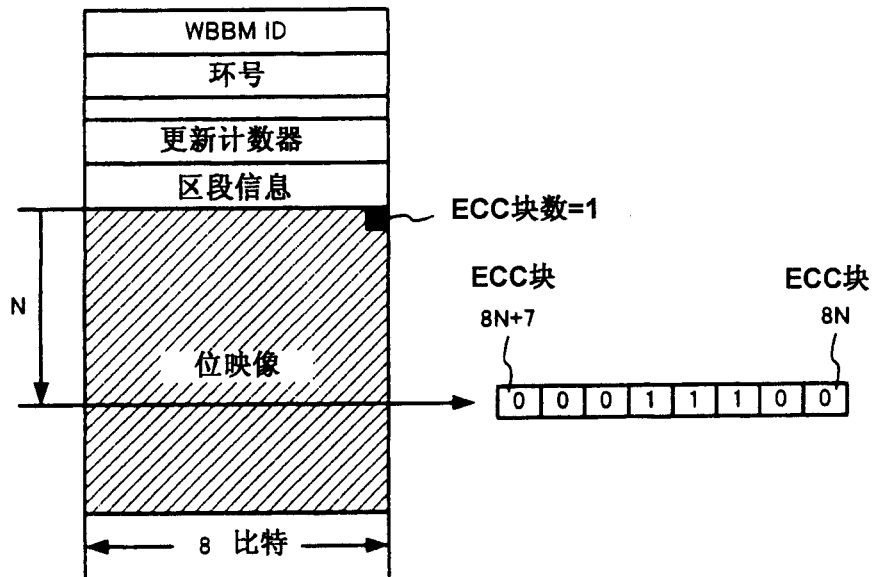 WBBM ID
环号
更新计数器
区段信息
ECC块数=1
ECC块
8N+7
ECC块
8N
N
位映像
0 0 0 1 1 1 0 0
8 比特